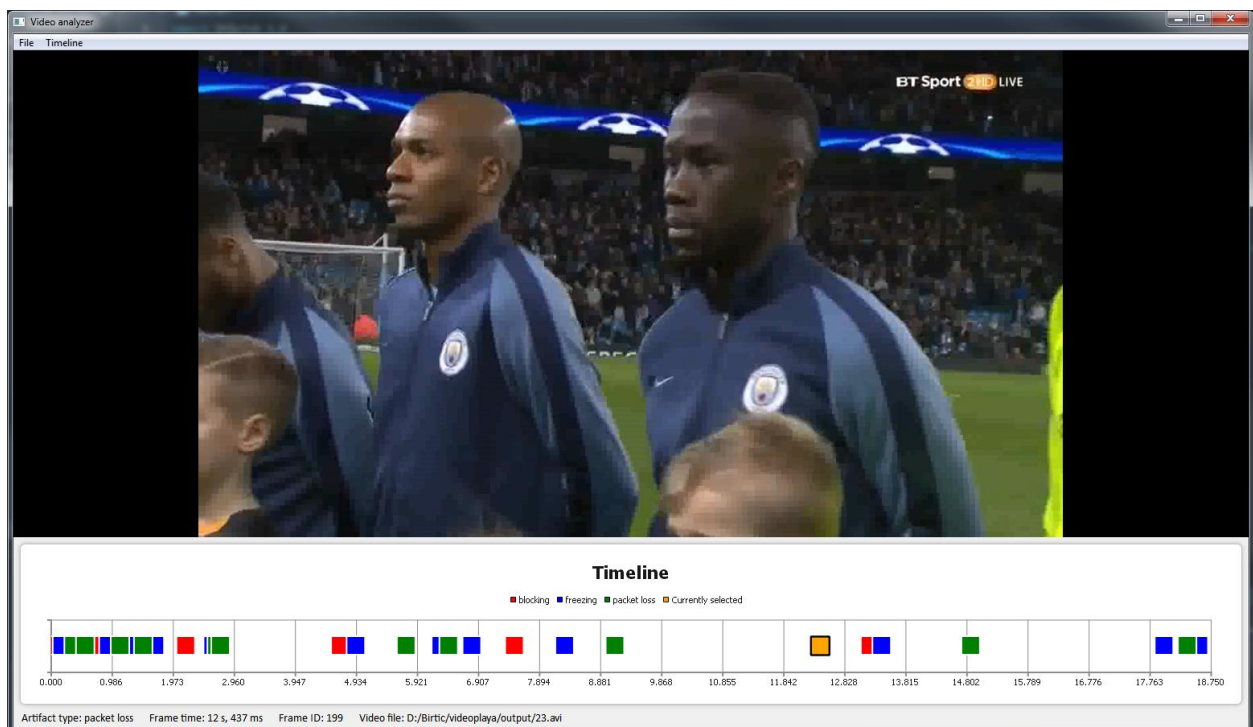 Video analyzer
File Timeline
BT Sport 2HD LIVE
Timeline
blocking freezing packet loss Currently selected
0.000 0.986 1.973 2.960 3.947 4.934 5.921 6.907 7.894 8.881 9.868 10.855 11.842 12.828 13.815 14.802 15.789 16.776 17.763 18.750
Artifact type: packet loss Frame time: 12 s, 437 ms Frame ID: 199 Video file: D:/Birtic/videoplaya/output/23.avi